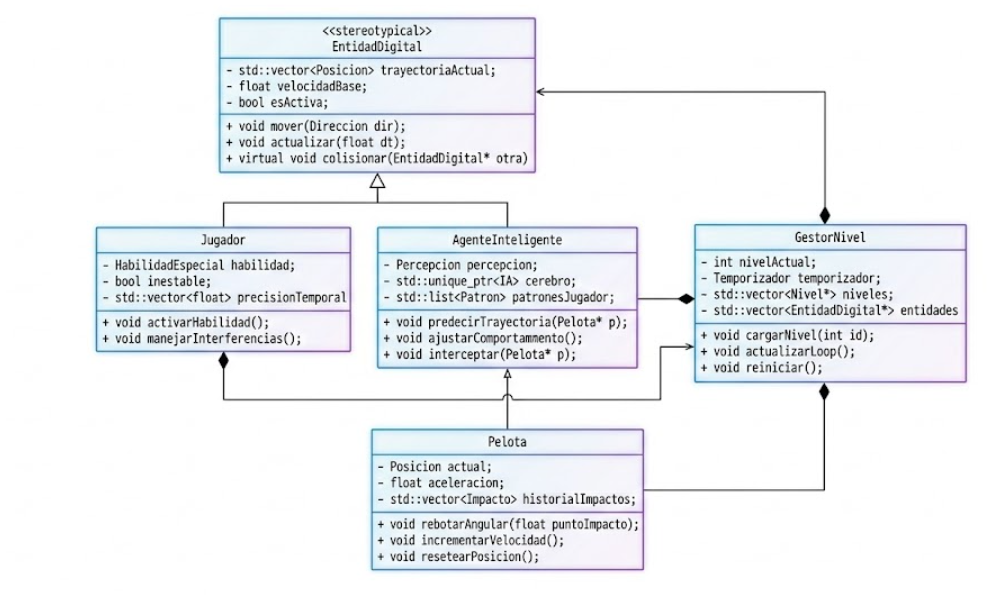 <<stereotypical>>
EntidadDigital
- std::vector<Posicion> trayectoriaActual;
- float velocidadBase;
- bool esActiva;
+ void mover(Direccion dir);
+ void actualizar(float dt);
+ virtual void colisionar(EntidadDigital* otra)
Jugador
- HabilidadEspecial habilidad;
- bool inestable;
- std::vector<float> precisionTemporal
+ void activarHabilidad();
+ void manejarInterferencias();
AgenteInteligente
- Percepcion percepcion;
- std::unique_ptr<IA> cerebro;
- std::list<Patron> patronesJugador;
+ void predecirTrayectoria(Pelota* p);
+ void ajustarComportammento();
+ void interceptar(Pelota* p);
GestorNivel
- int nivelActual;
- Temporizador temporizador;
- std::vector<Nivel*> niveles;
- std::vector<EntidadDigital*> entidades
+ void cargarNivel(int id);
+ void actualizarLoop();
+ void reiniciar();
Pelota
- Posicion actual;
- float aceleracion;
- std::vector<Impacto> historialImpactos;
+ void rebotarAngular(float puntoImpacto);
+ void incrementarVelocidad();
+ void resetearPosicion();